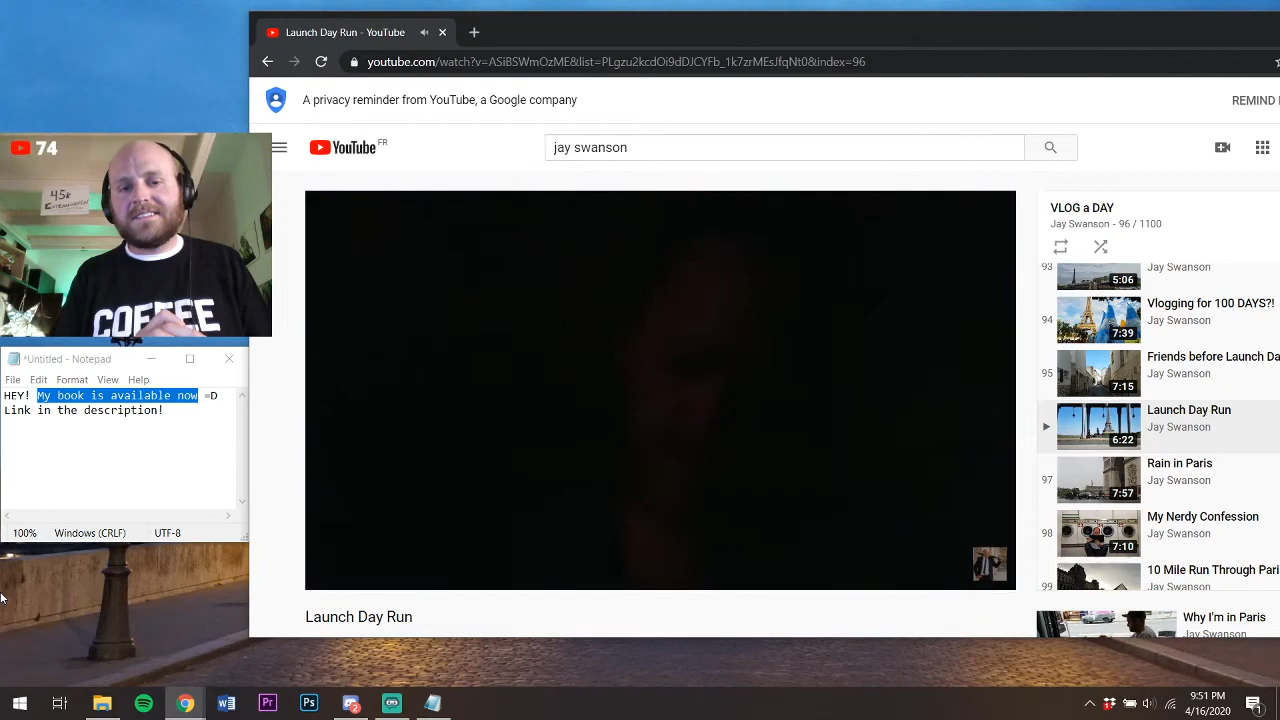 Launch Day Run - YouTube
youtube.com/watch?v=ASiBSWmOzME&list=PLgzu2kcdOi9dDJCYFb_1k7zrMEsJfqNt0&index=96
A privacy reminder from YouTube, a Google company
REMIND
YouTube FR
jay swanson
74
45k
COFFEE
VLOG a DAY
Jay Swanson - 96 / 1100
93
Jay Swanson
5:06
94
Vlogging for 100 DAYS?!
Jay Swanson
7:39
95
Friends before Launch Da
Jay Swanson
7:15
Launch Day Run
Jay Swanson
6:22
97
Rain in Paris
Jay Swanson
7:57
98
My Nerdy Confession
Jay Swanson
7:10
99
10 Mile Run Through Pari
Jay Swanson
Launch Day Run
Why I'm in Paris
Jay Swanson
*Untitled - Notepad
File Edit Format View Help
HEY! My book is available now =D
Link in the description!
100% Windows (CRLF) UTF-8
W
Pr
Ps
9:51 PM
4/16/2020